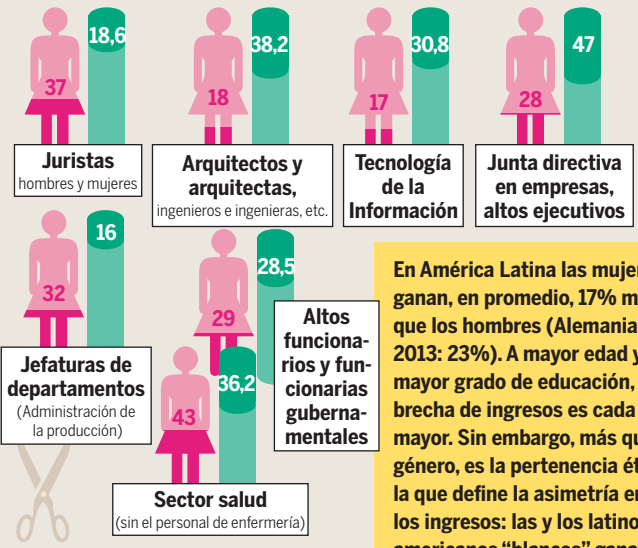 37
18,6
18
38,2
17
30,8
28
47
Juristas
hombres y mujeres
Arquitectos y
arquitectas,
ingenieros e ingenieras, etc.
Tecnología
de la
Información
Junta directiva
en empresas,
altos ejecutivos
32
16
Jefaturas de
departamentos
(Administración de
la producción)
29
28,5
Altos
funciona-
rios y fun-
cionarias
guberna-
mentales
43
36,2
Sector salud
(sin el personal de enfermería)
En América Latina las
ganan, en promedio, 17%
que los hombres (Alemania
2013: 23%). A mayor edad y
mayor grado de educación,
brecha de ingresos es cada
mayor. Sin embargo, más
género, es la pertenencia
la que define la asimetría
los ingresos: las y los
americanos “blancos”